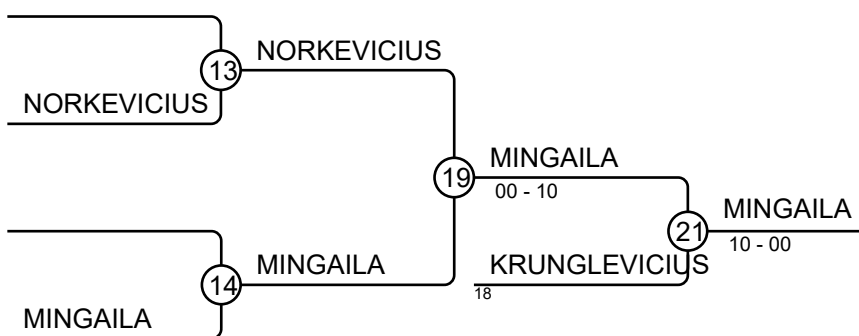 NORKEVICIUS
13
NORKEVICIUS
MINGAILA
19
00 - 10
MINGAILA
21
10 - 00
MINGAILA
14
KRUNGLEVICIUS
18
MINGAILA